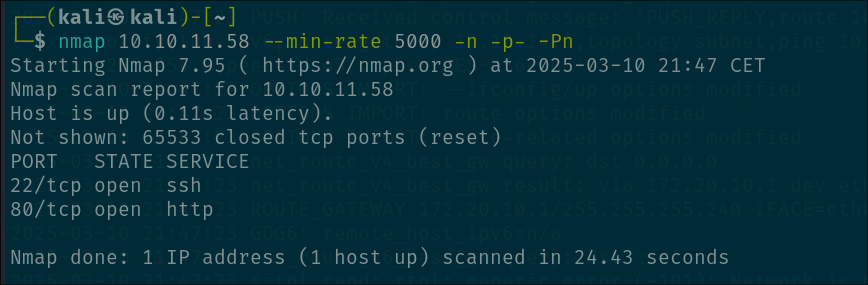 ┌──(kali㉿kali)-[~]
└─$ nmap 10.10.11.58 --min-rate 5000 -n -p- -Pn
Starting Nmap 7.95 ( https://nmap.org ) at 2025-03-10 21:47 CET
Nmap scan report for 10.10.11.58
Host is up (0.11s latency).
Not shown: 65533 closed tcp ports (reset)
PORT   STATE SERVICE
22/tcp open  ssh
80/tcp open  http
Nmap done: 1 IP address (1 host up) scanned in 24.43 seconds